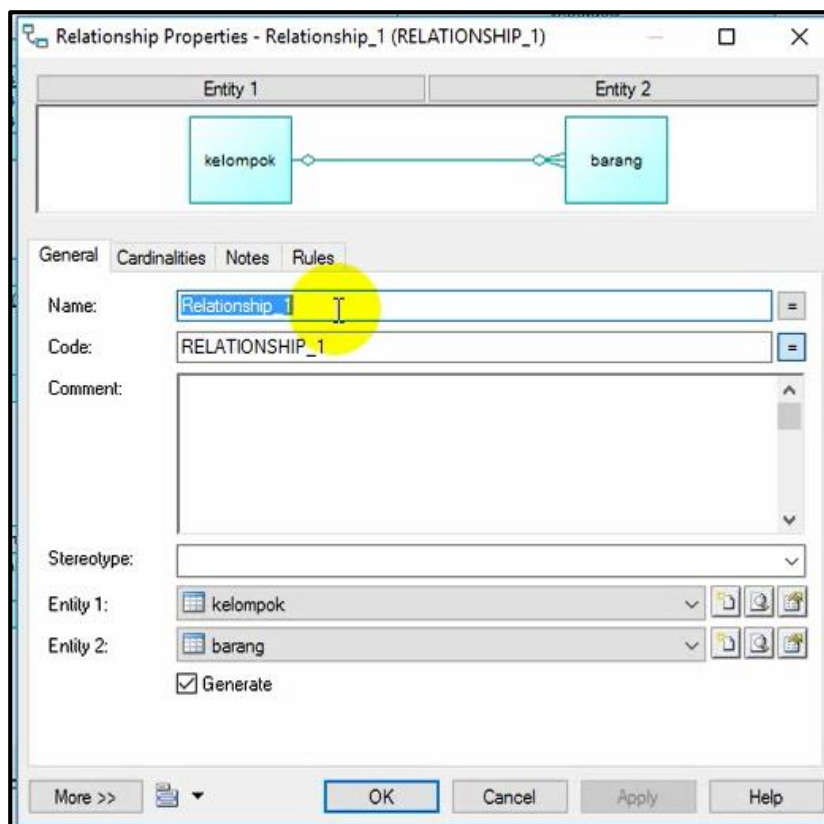 Relationship Properties - Relationship_1 (RELATIONSHIP_1)
Entity 1 Entity 2
kelompok barang
General Cardinalities Notes Rules
Name: Relationship_1 =
Code: RELATIONSHIP_1 =
Comment:
Stereotype:
Entity 1: kelompok
Entity 2: barang
Generate
More >> OK Cancel Apply Help